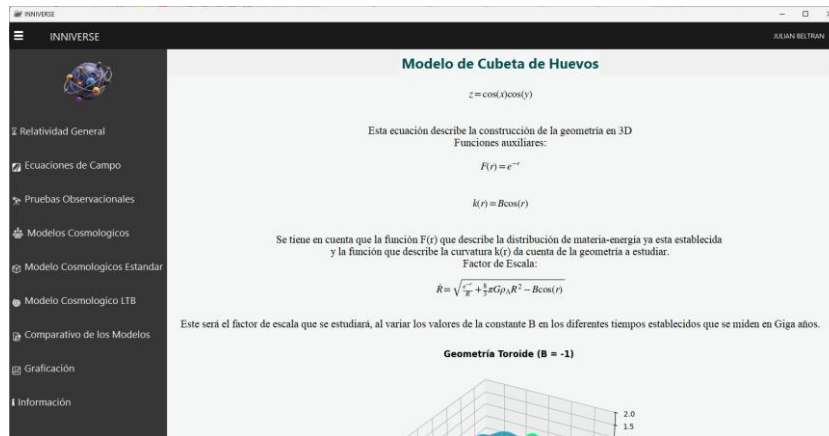 INNIVERSE
INNIVERSE
JULIAN BELTRAN
Relatividad General
Ecuaciones de Campo
Pruebas Observacionales
Modelos Cosmologicos
Modelo Cosmologicos Estandar
Modelo Cosmologico LTB
Comparativo de los Modelos
Graficación
Información
Modelo de Cubeta de Huevos
z = cos(x)cos(y)
Esta ecuación describe la construcción de la geometría en 3D
Funciones auxiliares:
F(r) = e⁻ʳ
k(r) = Bcos(r)
Se tiene en cuenta que la función F(r) que describe la distribución de materia-energía ya esta establecida
y la función que describe la curvatura k(r) da cuenta de la geometría a estudiar.
Factor de Escala:
Ṙ = √(e⁻ʳ/R + 8/3 πGρ_Λ R² − Bcos(r))
Este será el factor de escala que se estudiará, al variar los valores de la constante B en los diferentes tiempos establecidos que se miden en Giga años.
Geometría Toroide (B = -1)
2.0
1.5